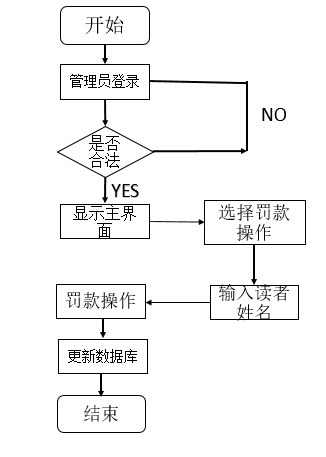 开始
管理员登录
是否
合法
NO
YES
显示主界
面
选择罚款
操作
输入读者
姓名
罚款操作
更新数据库
结束